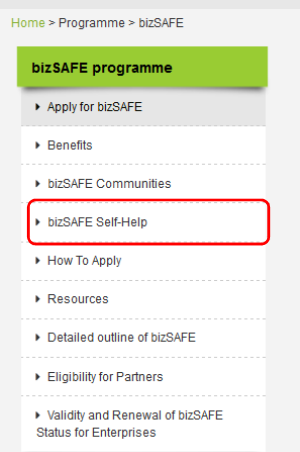 Home > Programme > bizSAFE
bizSAFE programme
Apply for bizSAFE
Benefits
bizSAFE Communities
bizSAFE Self-Help
How To Apply
Resources
Detailed outline of bizSAFE
Eligibility for Partners
Validity and Renewal of bizSAFE
Status for Enterprises